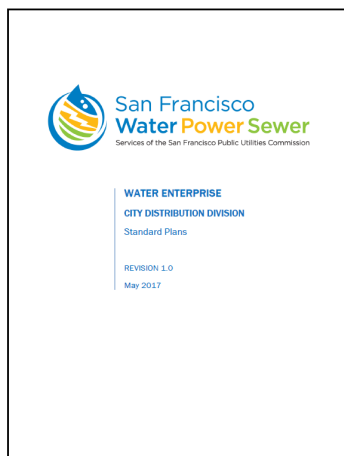 San Francisco
Water Power Sewer
Services of the San Francisco Public Utilities Commission
WATER ENTERPRISE
CITY DISTRIBUTION DIVISION
Standard Plans
REVISION 1.0
May 2017